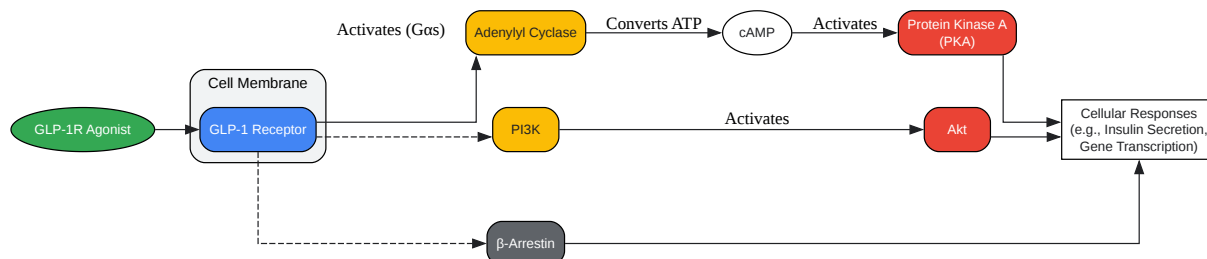 Activates (Gαs)
Adenylyl Cyclase
Converts ATP
cAMP
Activates
Protein Kinase A
(PKA)
Cell Membrane
GLP-1R Agonist
GLP-1 Receptor
PI3K
Activates
Akt
Cellular Responses
(e.g., Insulin Secretion,
Gene Transcription)
β-Arrestin